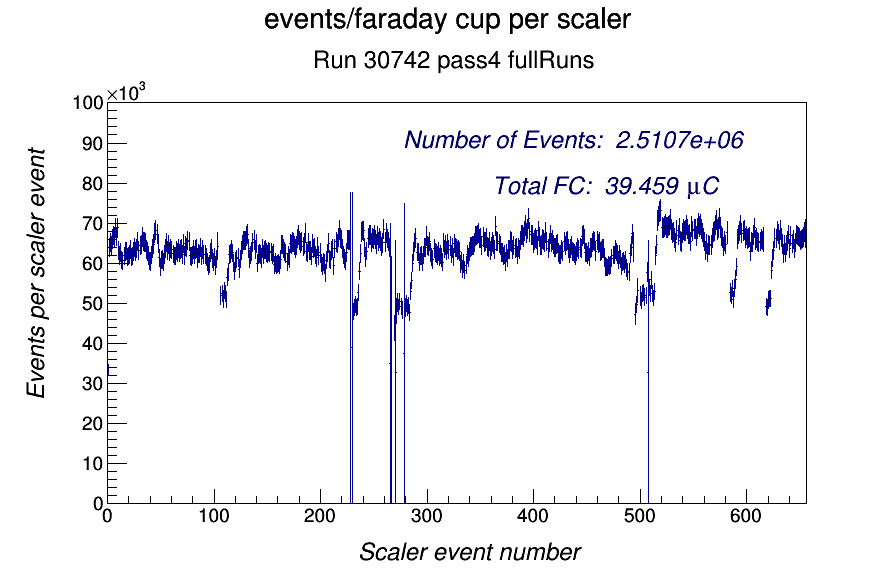 events/faraday cup per scaler
Run 30742 pass4 fullRuns
×10³
100
90
80
70
60
50
40
30
20
10
0
Number of Events: 2.5107e+06
Total FC: 39.459 μC
Events per scaler event
0 100 200 300 400 500 600
Scaler event number